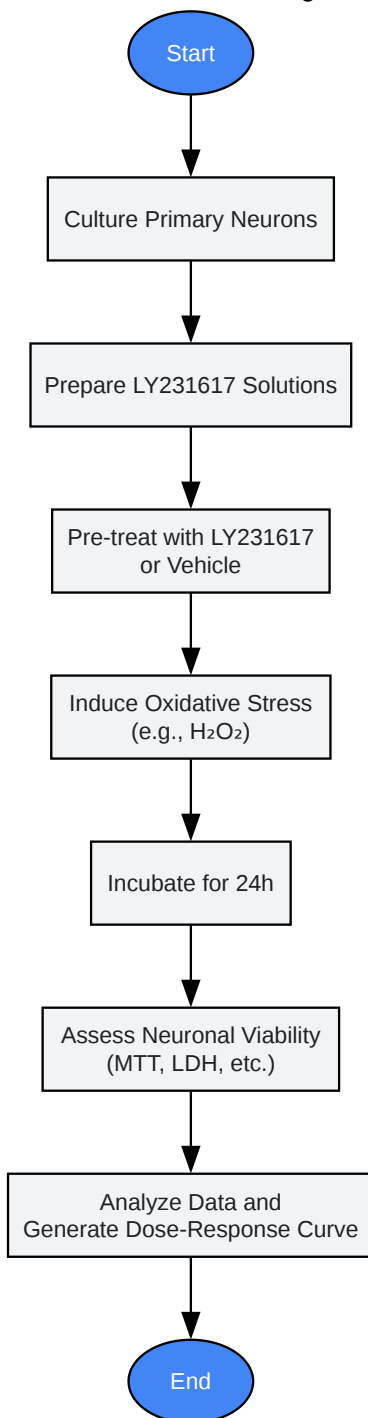 Start
Culture Primary Neurons
Prepare LY231617 Solutions
Pre-treat with LY231617
or Vehicle
Induce Oxidative Stress
(e.g., H₂O₂)
Incubate for 24h
Assess Neuronal Viability
(MTT, LDH, etc.)
Analyze Data and
Generate Dose-Response Curve
End